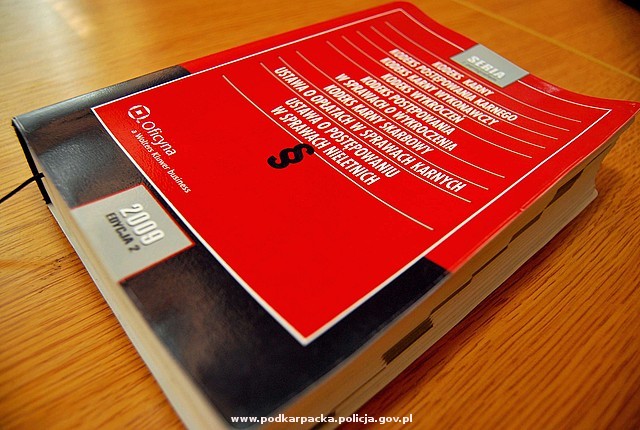 SERIA
KODEKS KARNY
KODEKS POSTĘPOWANIA KARNEGO
KODEKS KARNY WYKONAWCZY
KODEKS WYKROCZEŃ
KODEKS POSTĘPOWANIA
W SPRAWACH O WYKROCZENIA
KODEKS KARNY SKARBOWY
USTAWA O OPŁATACH W SPRAWACH KARNYCH
USTAWA O POSTĘPOWANIU
W SPRAWACH NIELETNICH
§
Oficyna
a Wolters Kluwer business
2009
EDYCJA 2
www.podkarpacka.policja.gov.pl